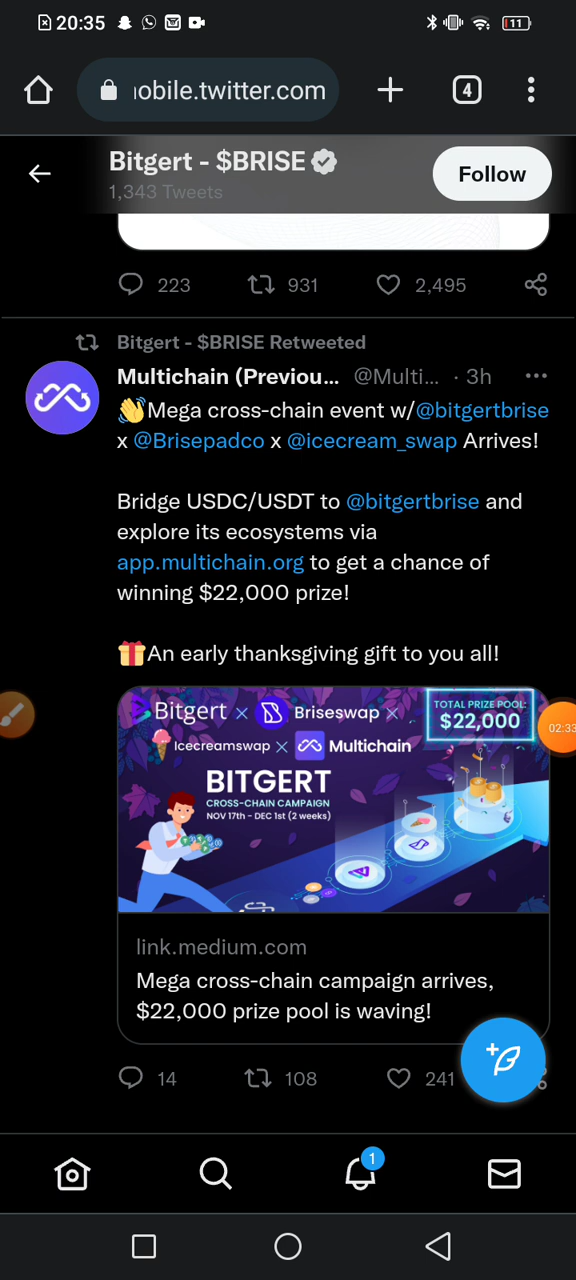 20:35
11
nobile.twitter.com
4
Bitgert - $BRISE
1,343 Tweets
Follow
223
931
2,495
Bitgert - $BRISE Retweeted
Multichain (Previou... @Multi... · 3h
👋Mega cross-chain event w/@bitgertbrise
x @Brisepadco x @icecream_swap Arrives!
Bridge USDC/USDT to @bitgertbrise and
explore its ecosystems via
app.multichain.org to get a chance of
winning $22,000 prize!
🎁An early thanksgiving gift to you all!
Bitgert × Briseswap ×
TOTAL PRIZE POOL:
$22,000
Icecreamswap × Multichain
BITGERT
CROSS-CHAIN CAMPAIGN
NOV 17th - DEC 1st (2 weeks)
02:33
link.medium.com
Mega cross-chain campaign arrives,
$22,000 prize pool is waving!
14
108
241
1